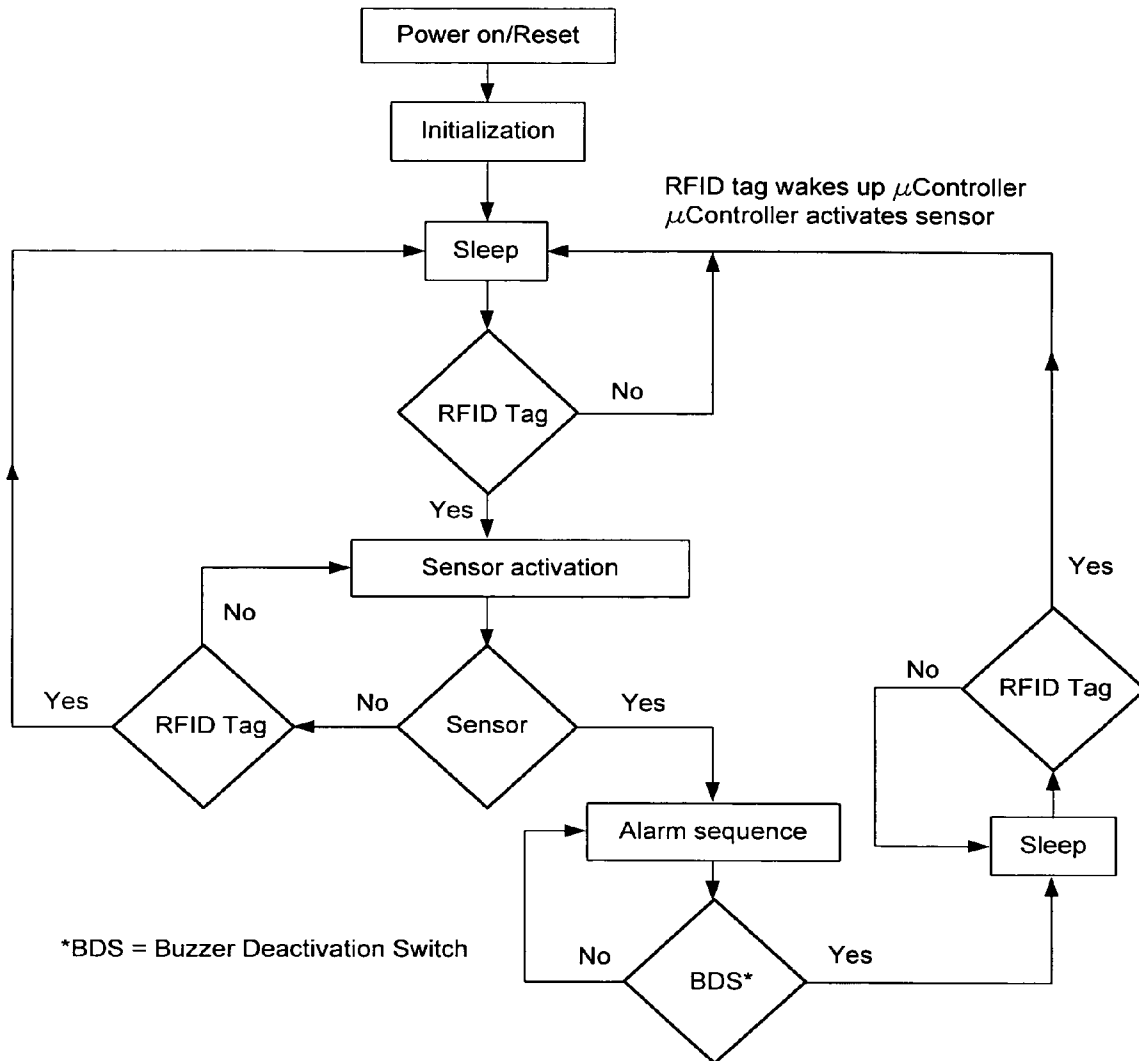 Power on/Reset
Initialization
RFID tag wakes up μController
μController activates sensor
Sleep
RFID Tag
No
Yes
Sensor activation
No
Yes
RFID Tag
No
Sensor
Yes
No
RFID Tag
Yes
Alarm sequence
Sleep
*BDS = Buzzer Deactivation Switch
No
BDS*
Yes